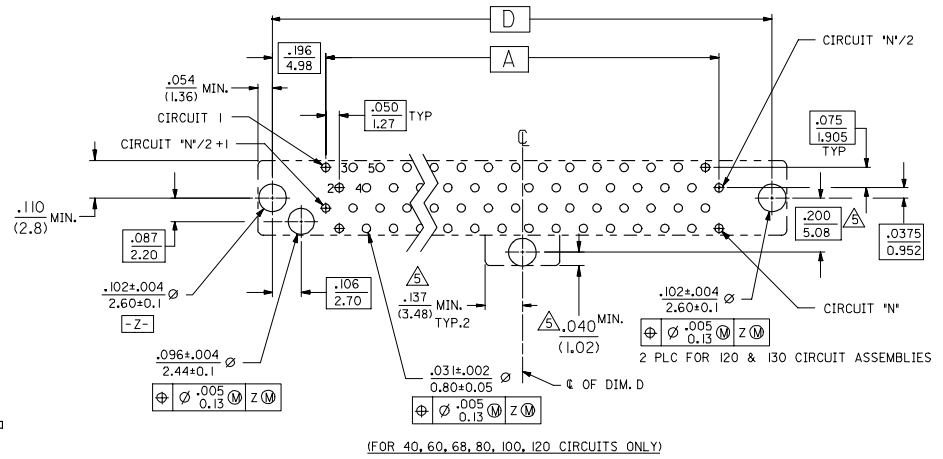 D
.196
4.98
A
CIRCUIT "N"/2
.054
(1.36) MIN.
.050
1.27 TYP
CIRCUIT 1
CIRCUIT "N"/2 +1
℄
.075
1.905
TYP
3 5
2 4
.110
(2.8) MIN.
.087
2.20
.200
5.08 5
.0375
0.952
.106
2.70
5
.137
(3.48) MIN.
TYP.2
5 .040 MIN.
(1.02)
.102±.004
2.60±0.1 ⌀
-Z-
.102±.004
2.60±0.1 ⌀
CIRCUIT "N"
⌖ ⌀ .005
0.13 Ⓜ Z Ⓜ
2 PLC FOR 120 & 130 CIRCUIT ASSEMBLIES
.096±.004
2.44±0.1 ⌀
⌖ ⌀ .005
0.13 Ⓜ Z Ⓜ
.031±.002
0.80±0.05 ⌀
⌖ ⌀ .005
0.13 Ⓜ Z Ⓜ
℄ OF DIM. D
(FOR 40, 60, 68, 80, 100, 120 CIRCUITS ONLY)